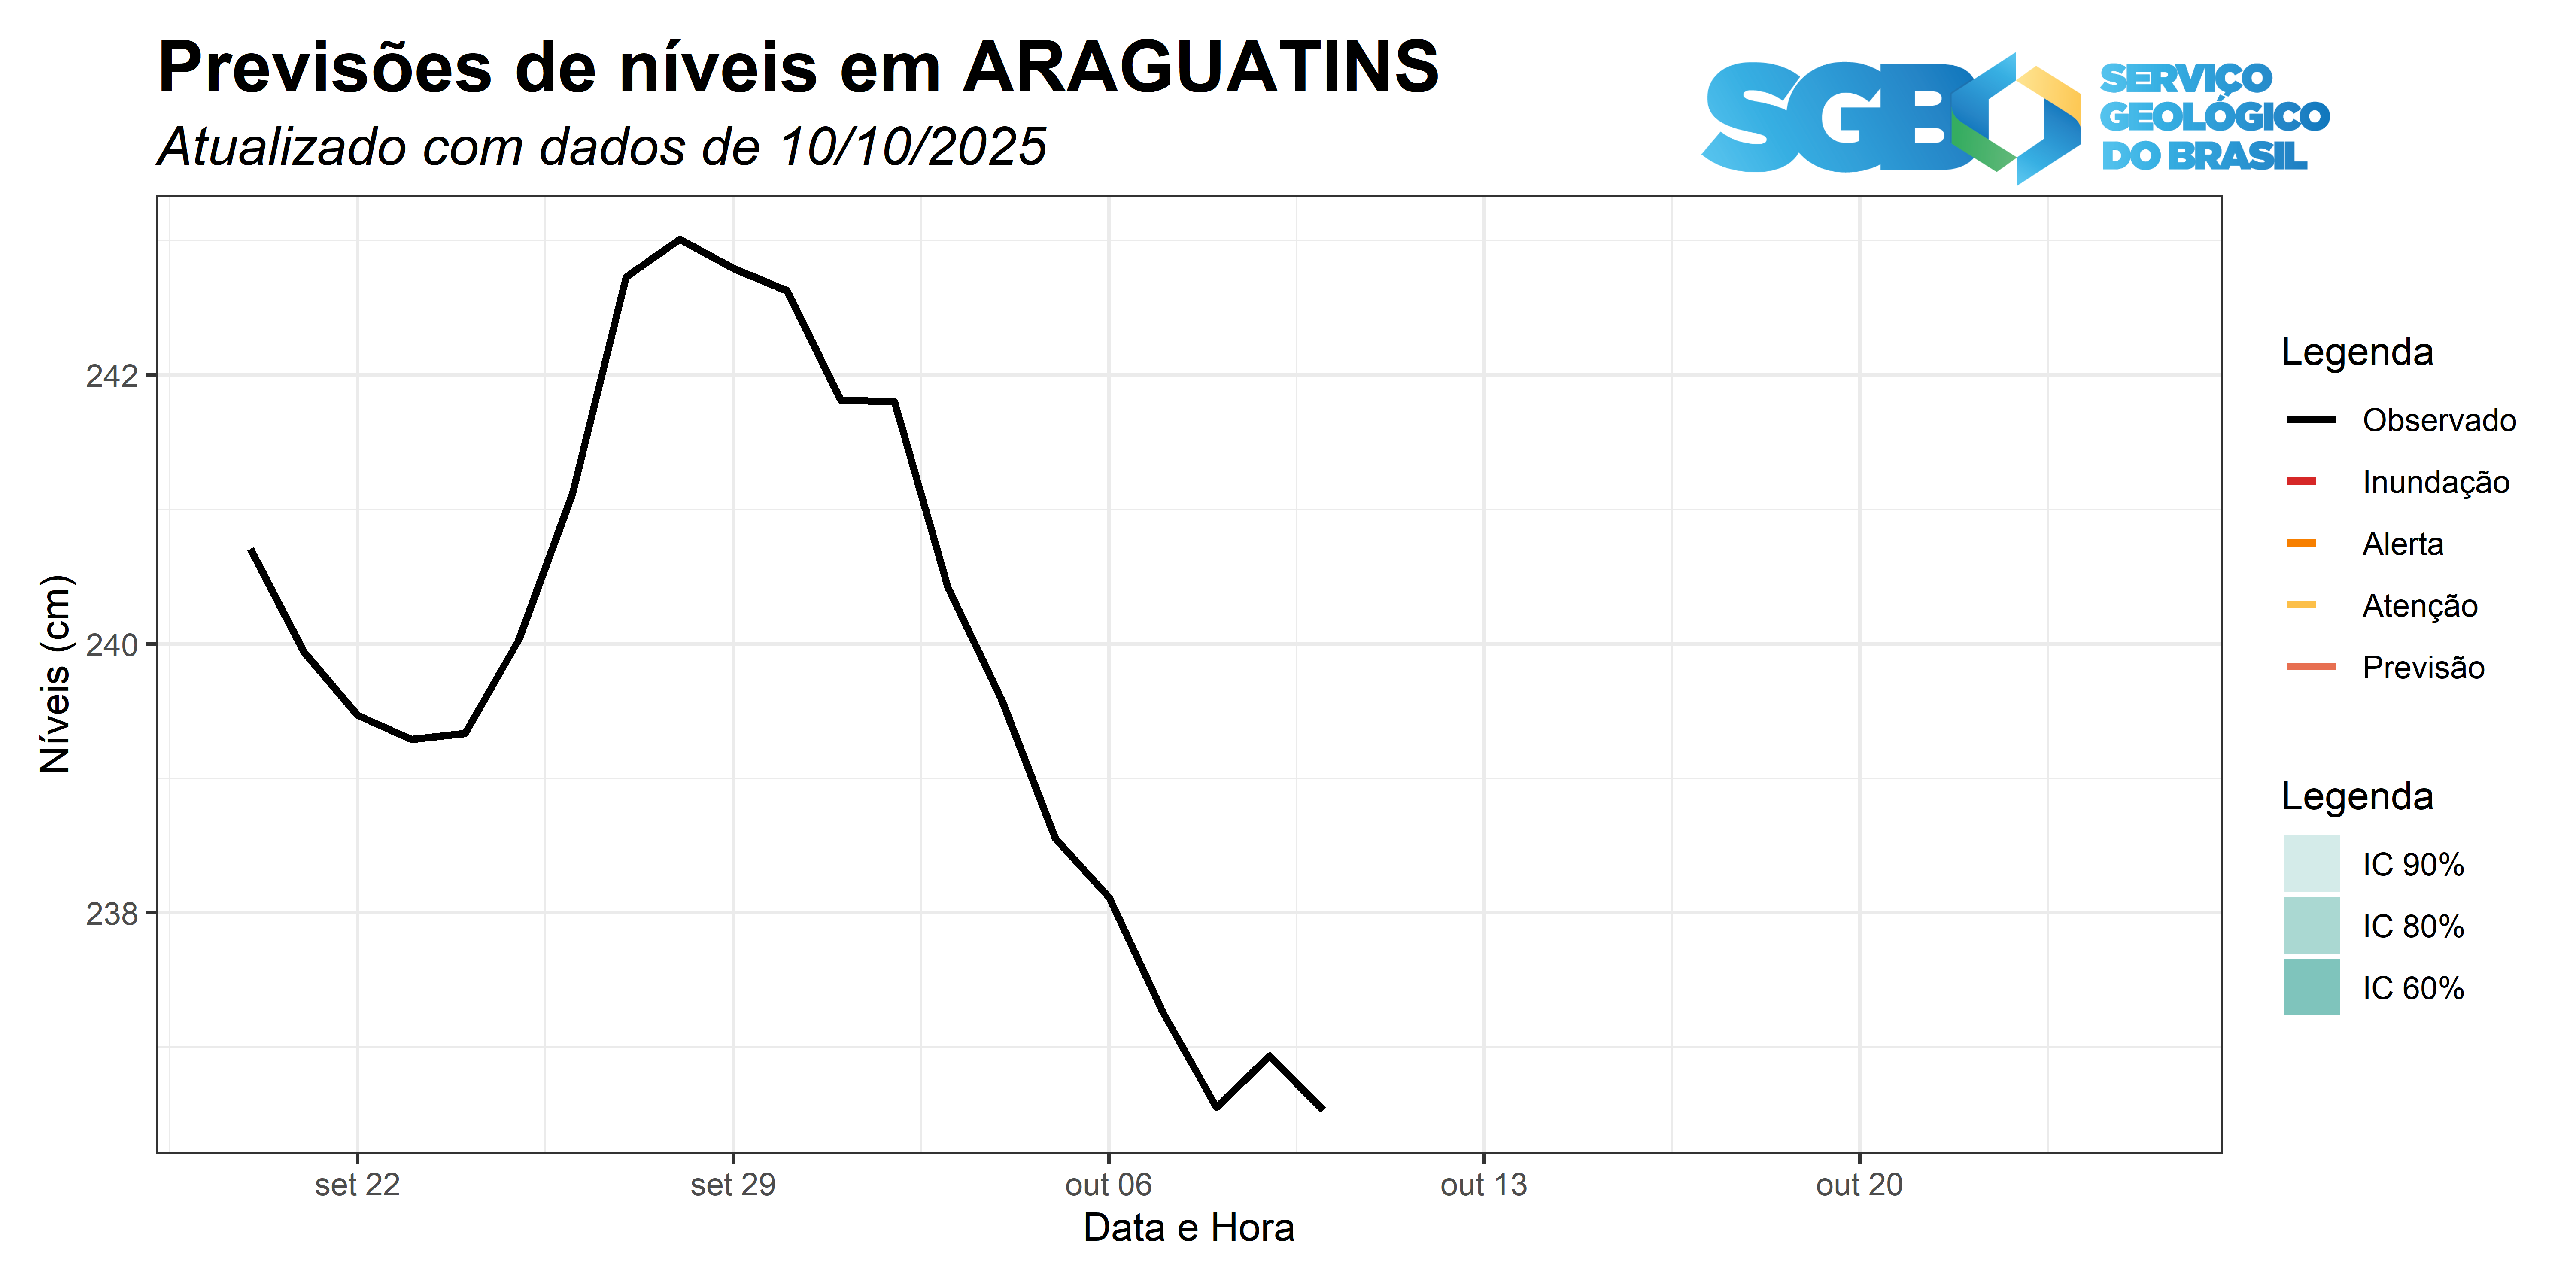 Previsões de níveis em ARAGUATINS
Atualizado com dados de 10/10/2025
SGB
SERVIÇO
GEOLÓGICO
DO BRASIL
Níveis (cm)
242
240
238
set 22
set 29
out 06
out 13
out 20
Data e Hora
Legenda
Observado
Inundação
Alerta
Atenção
Previsão
Legenda
IC 90%
IC 80%
IC 60%